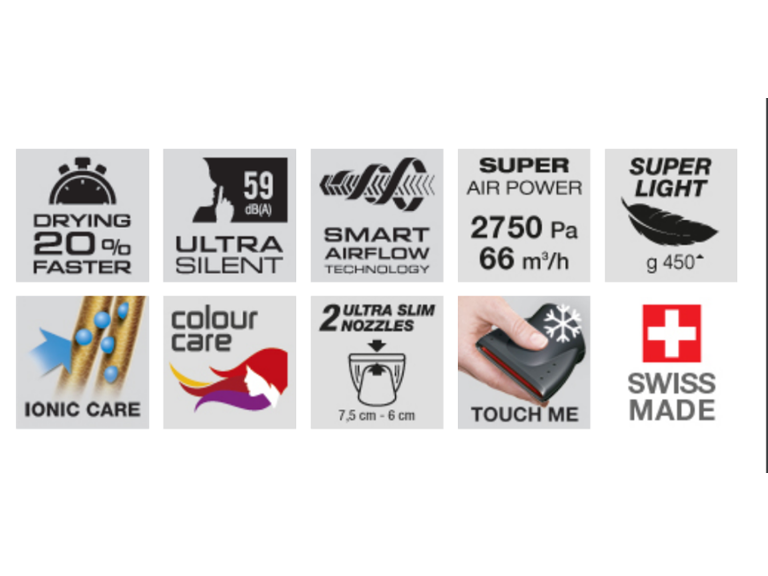 DRYING
20%
FASTER
59
dB(A)
ULTRA
SILENT
SMART
AIRFLOW
TECHNOLOGY
SUPER
AIR POWER
2750 Pa
66 m³/h
SUPER
LIGHT
g 450
IONIC CARE
colour
care
2 ULTRA SLIM
NOZZLES
7,5 cm - 6 cm
TOUCH ME
SWISS
MADE